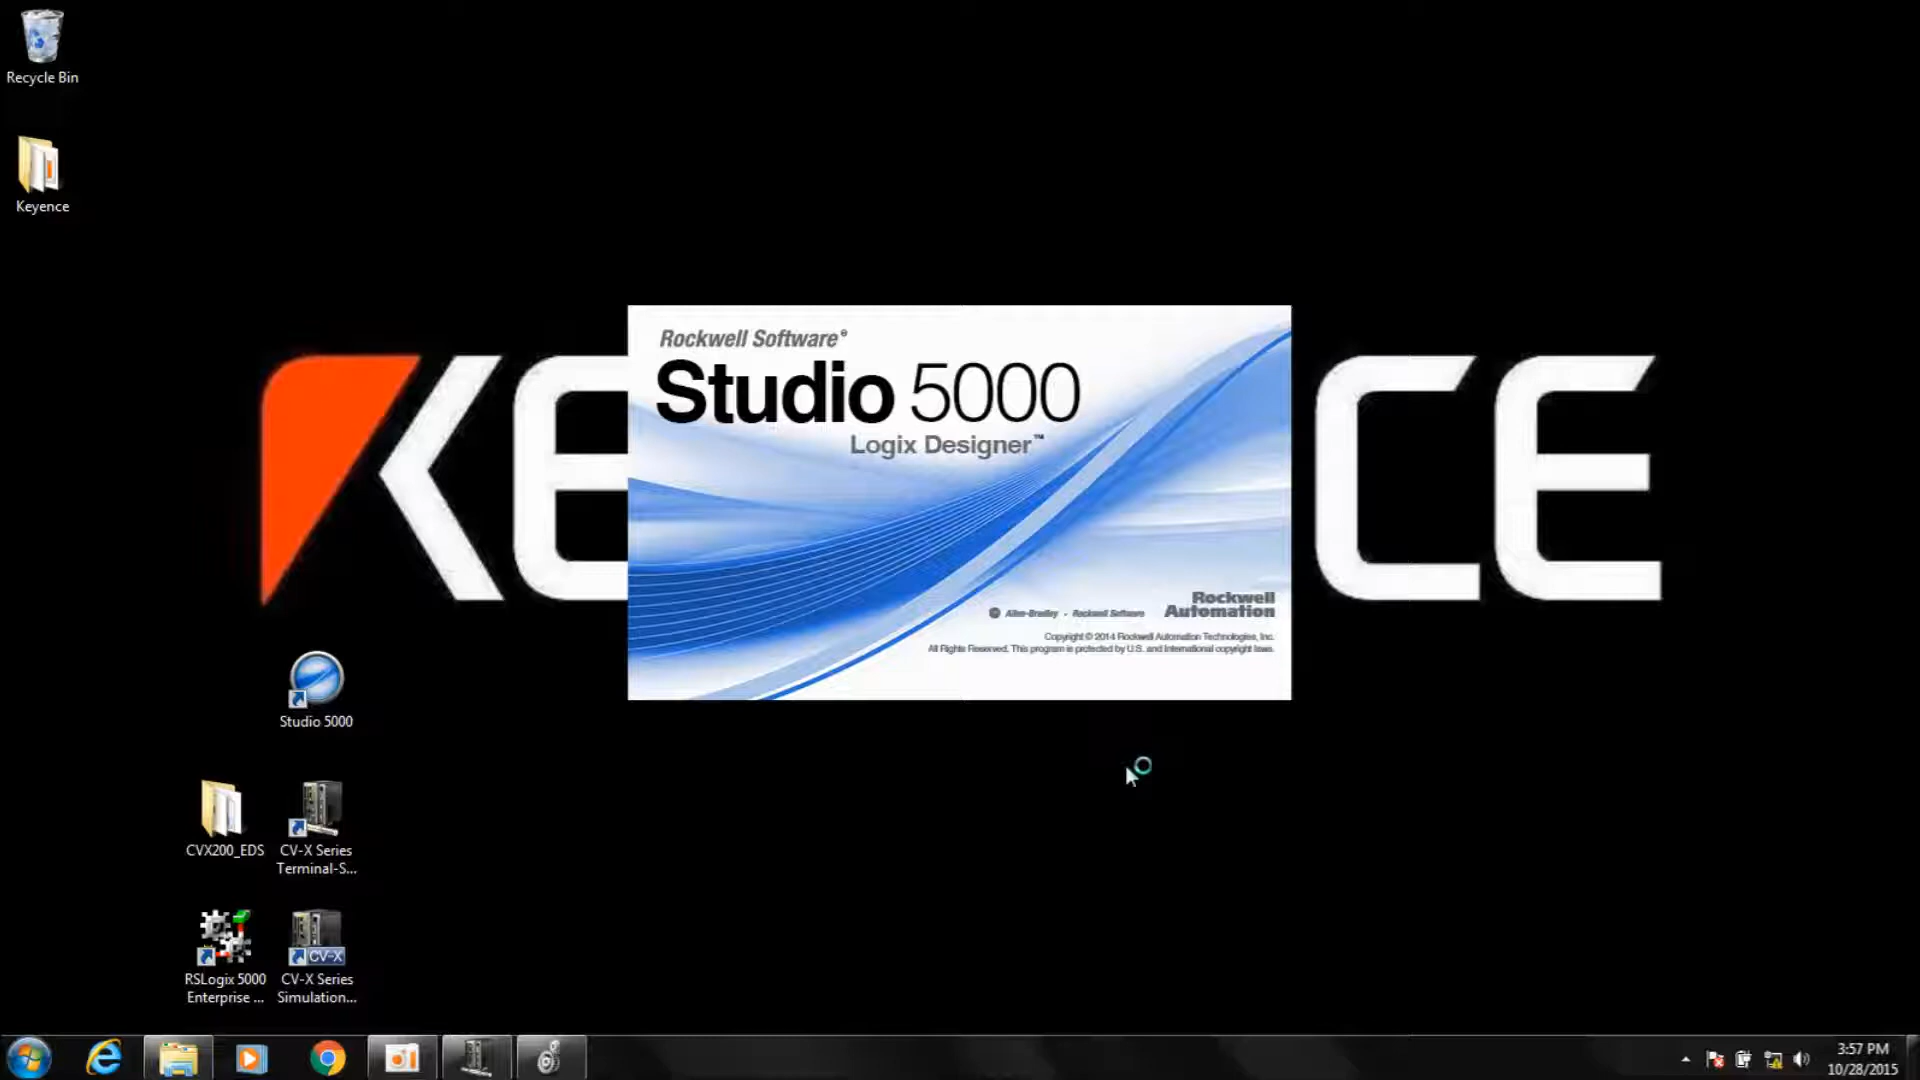 Recycle Bin
Keyence
KE CE
Rockwell Software®
Studio 5000
Logix Designer™
Rockwell
Automation
Allen-Bradley • Rockwell Software
Copyright © 2014 Rockwell Automation Technologies, Inc.
All Rights Reserved. This program is protected by U.S. and International copyright laws.
Studio 5000
CVX200_EDS
CV-X Series
Terminal-S...
CV-X
RSLogix 5000
Enterprise ...
CV-X Series
Simulation...
3:57 PM
10/28/2015